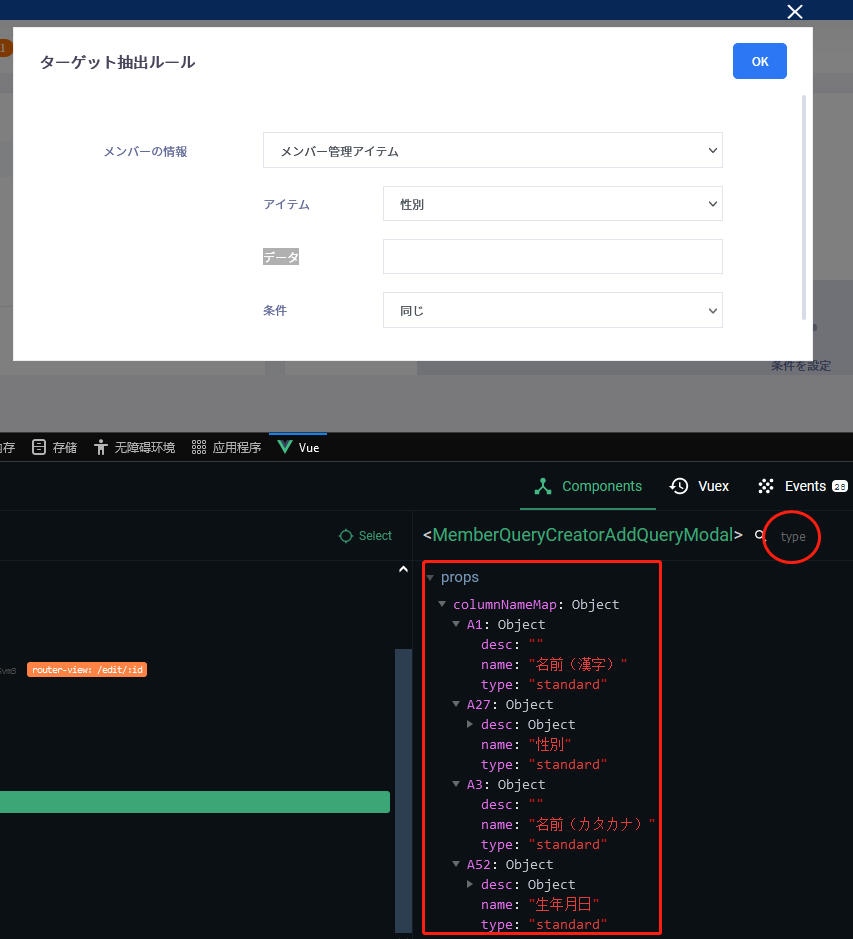 1
ターゲット抽出ルール
OK
メンバーの情報
メンバー管理アイテム
アイテム
性別
データ
条件
同じ
条件を設定
存
存储
无障碍环境
应用程序
Vue
Components
Vuex
Events 28
Select
<MemberQueryCreatorAddQueryModal>
type
props
columnNameMap: Object
A1: Object
desc: ""
name: "名前（漢字）"
type: "standard"
router-view: /edit/:id
A27: Object
desc: Object
name: "性別"
type: "standard"
A3: Object
desc: ""
name: "名前（カタカナ）"
type: "standard"
A52: Object
desc: Object
name: "生年月日"
type: "standard"